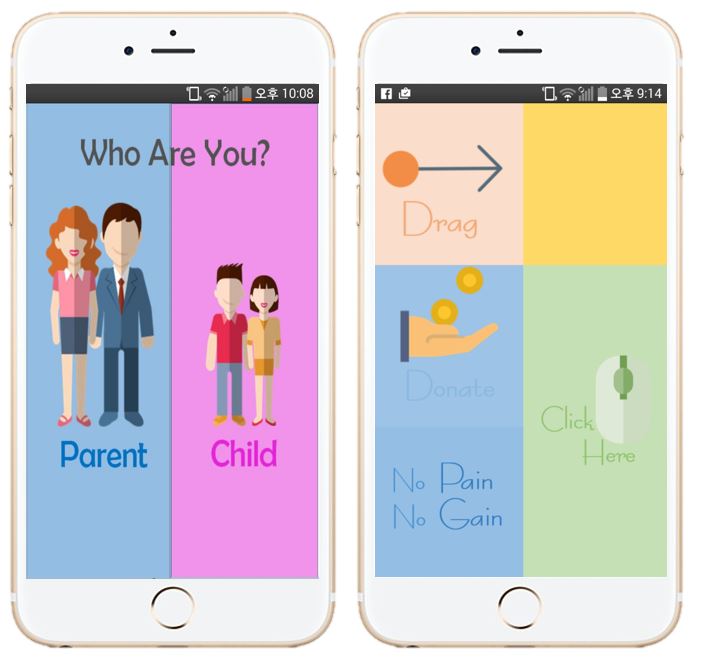 오후 10:08
Who Are You?
Parent
Child
오후 9:14
Drag
Donate
Click
Here
No Pain
No Gain